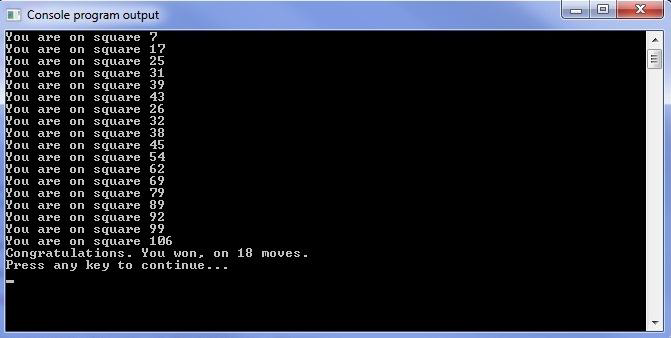 Console program output
You are on square 7
You are on square 17
You are on square 25
You are on square 31
You are on square 39
You are on square 43
You are on square 26
You are on square 32
You are on square 38
You are on square 45
You are on square 54
You are on square 62
You are on square 69
You are on square 79
You are on square 89
You are on square 92
You are on square 99
You are on square 106
Congratulations. You won, on 18 moves.
Press any key to continue...